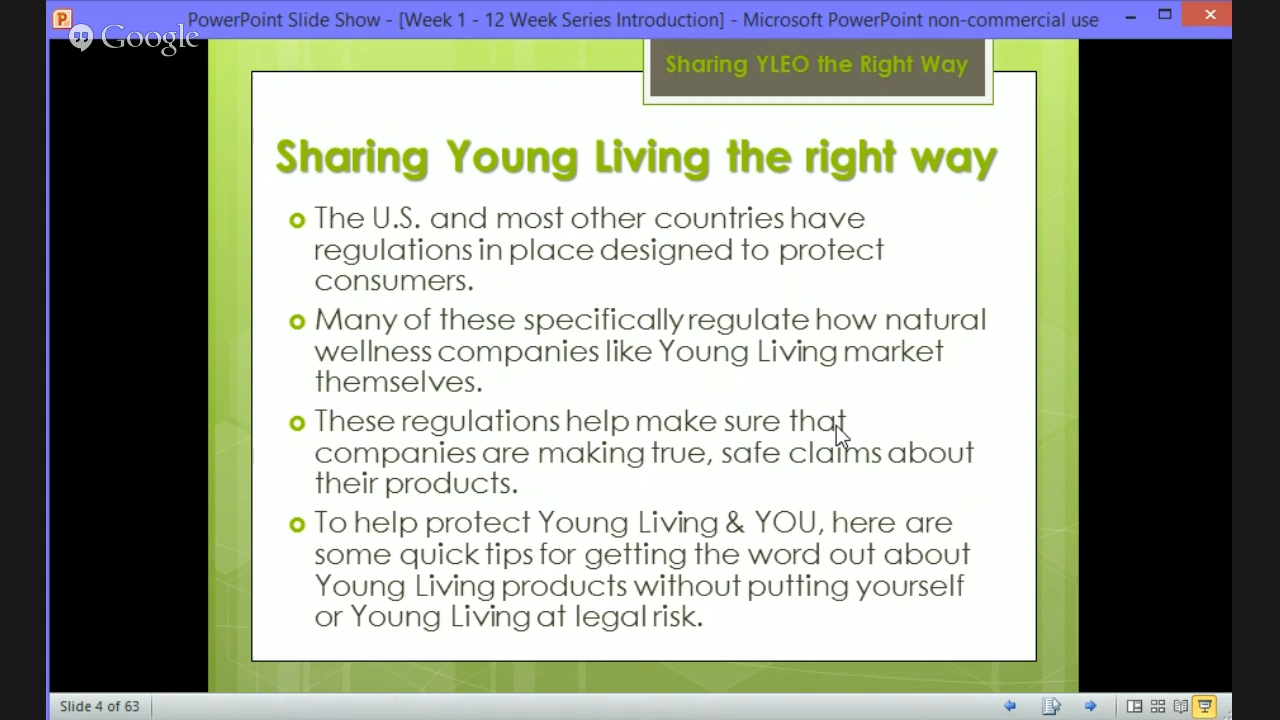 PowerPoint Slide Show - [Week 1 - 12 Week Series Introduction] - Microsoft PowerPoint non-commercial use
Google
Sharing YLEO the Right Way
Sharing Young Living the right way
The U.S. and most other countries have
regulations in place designed to protect
consumers.
Many of these specifically regulate how natural
wellness companies like Young Living market
themselves.
These regulations help make sure that
companies are making true, safe claims about
their products.
To help protect Young Living & YOU, here are
some quick tips for getting the word out about
Young Living products without putting yourself
or Young Living at legal risk.
Slide 4 of 63